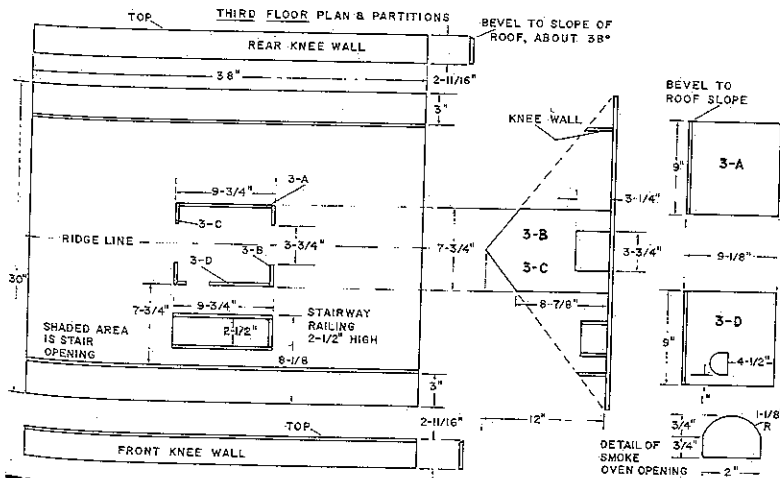 THIRD FLOOR PLAN & PARTITIONS
TOP
REAR KNEE WALL
BEVEL TO SLOPE OF
ROOF, ABOUT 38°
38"
2-11/16"
3"
BEVEL TO
ROOF SLOPE
KNEE WALL
9-3/4"
3-A
3-C
9"
3-A
3-1/4"
RIDGE LINE
3-3/4"
7-3/4"
3-B
3-C
3-3/4"
3-B
3-D
9-1/8"
30"
7-3/4"
9-3/4"
8-7/8"
3-D
STAIRWAY
RAILING
2-1/2" HIGH
2-1/2"
SHADED AREA
IS STAIR
OPENING
8-1/8
9"
4-1/2"
1"
3"
12"
2-11/16"
TOP
FRONT KNEE WALL
DETAIL OF
SMOKE
OVEN OPENING
3/4"
3/4"
1-1/8
R
2"